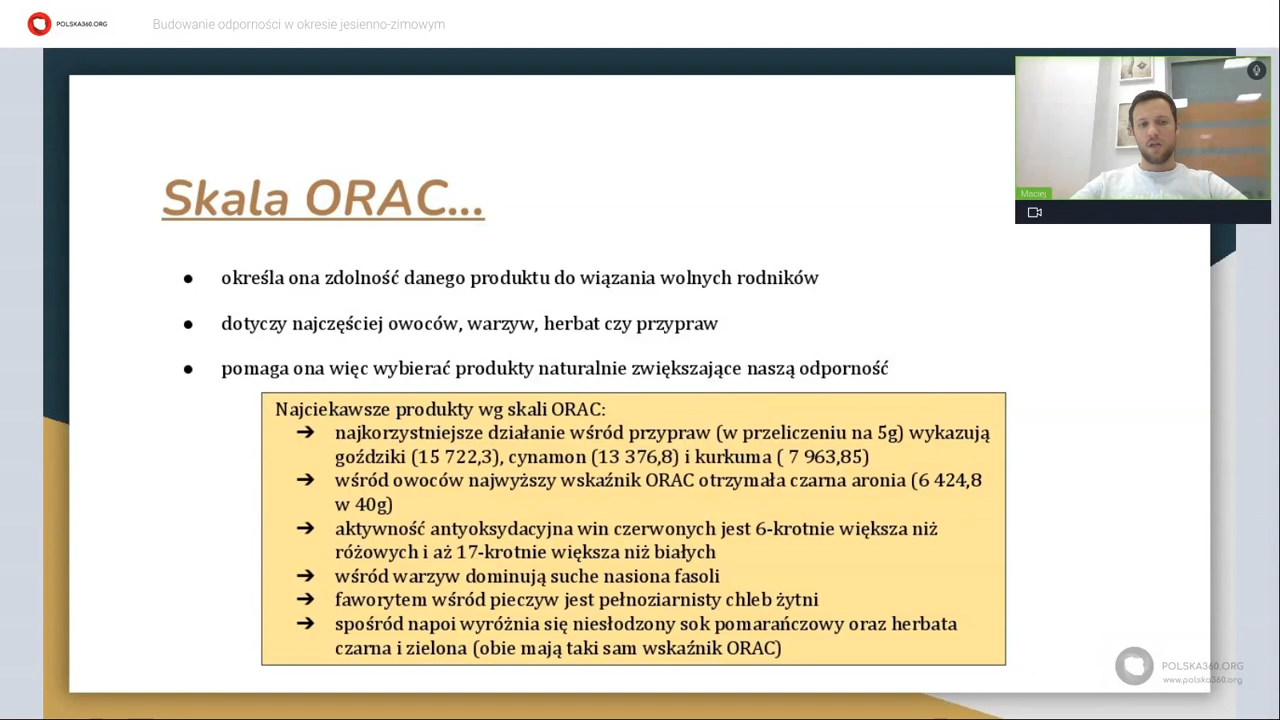 POLSKA360.ORG
Budowanie odporności w okresie jesienno-zimowym
Maciej
Skala ORAC...
● określa ona zdolność danego produktu do wiązania wolnych rodników
● dotyczy najczęściej owoców, warzyw, herbat czy przypraw
● pomaga ona więc wybierać produkty naturalnie zwiększające naszą odporność
Najciekawsze produkty wg skali ORAC:
➔ najkorzystniejsze działanie wśród przypraw (w przeliczeniu na 5g) wykazują
goździki (15 722,3), cynamon (13 376,8) i kurkuma ( 7 963,85)
➔ wśród owoców najwyższy wskaźnik ORAC otrzymała czarna aronia (6 424,8
w 40g)
➔ aktywność antyoksydacyjna win czerwonych jest 6-krotnie większa niż
różowych i aż 17-krotnie większa niż białych
➔ wśród warzyw dominują suche nasiona fasoli
➔ faworytem wśród pieczyw jest pełnoziarnisty chleb żytni
➔ spośród napoi wyróżnia się niesłodzony sok pomarańczowy oraz herbata
czarna i zielona (obie mają taki sam wskaźnik ORAC)
POLSKA360.ORG
www.polska360.org